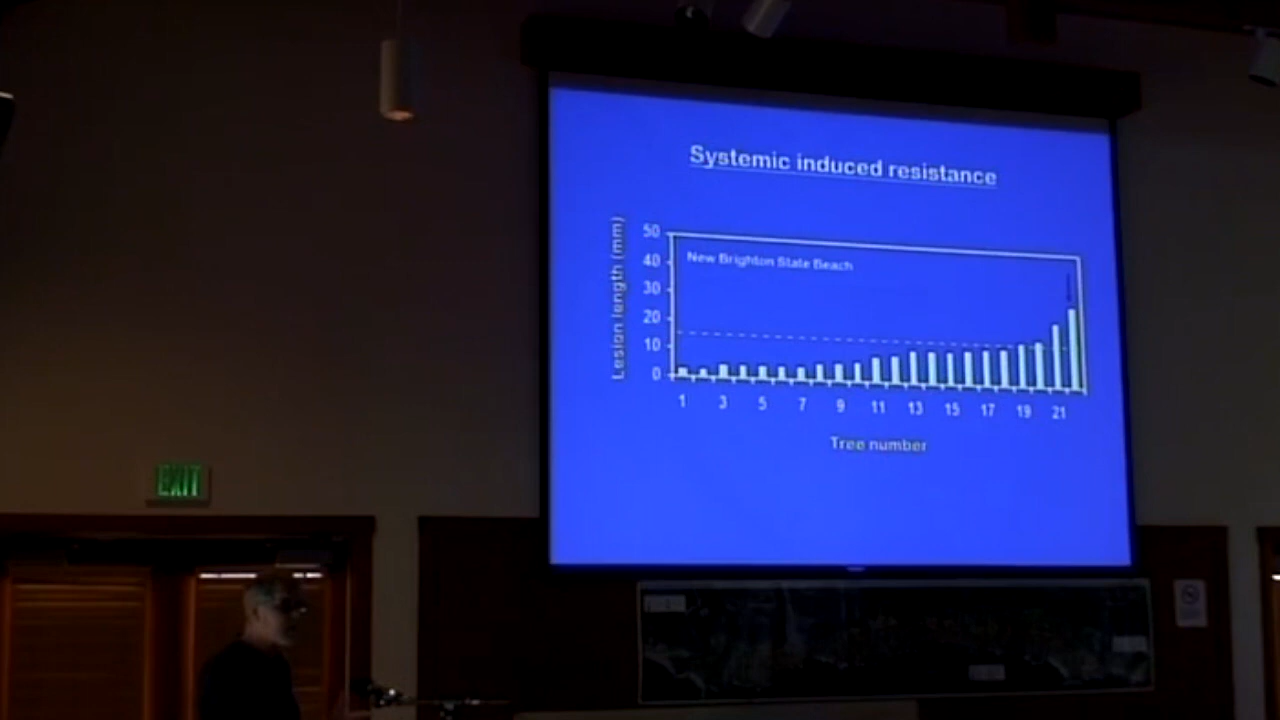 Systemic induced resistance
Lesion length (mm)
50
40
30
20
10
0
New Brighton State Beach
1 3 5 7 9 11 13 15 17 19 21
Tree number
EXIT